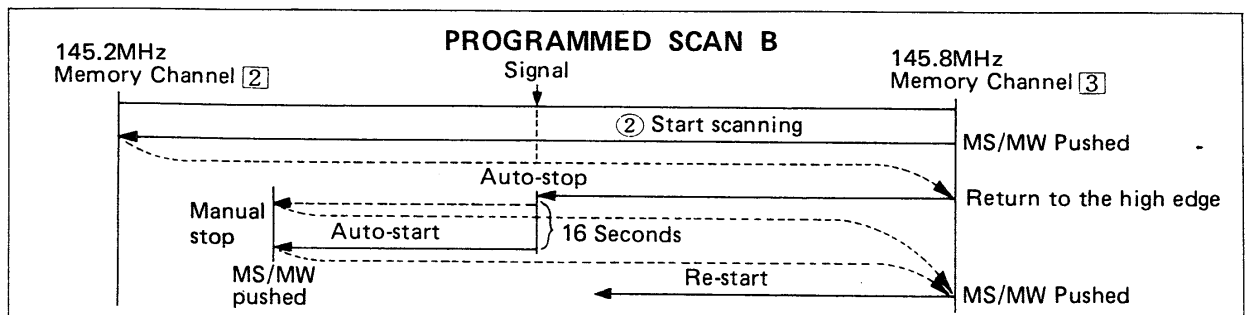 PROGRAMMED SCAN B
145.2MHz
Memory Channel [2]
Signal
145.8MHz
Memory Channel [3]
② Start scanning
MS/MW Pushed
Auto-stop
Return to the high edge
Manual
stop
Auto-start
16 Seconds
MS/MW
pushed
Re-start
MS/MW Pushed